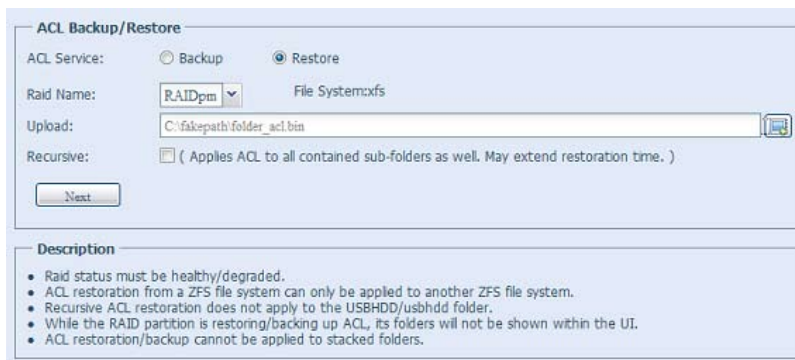 ACL Backup/Restore
ACL Service: Backup Restore
Raid Name: RAIDpm File System:xfs
Upload: C:\fakepath\folder_acl.bin
Recursive: ( Applies ACL to all contained sub-folders as well. May extend restoration time. )
Next
Description
• Raid status must be healthy/degraded.
• ACL restoration from a ZFS file system can only be applied to another ZFS file system.
• Recursive ACL restoration does not apply to the USBHDD/usbhdd folder.
• While the RAID partition is restoring/backing up ACL, its folders will not be shown within the UI.
• ACL restoration/backup cannot be applied to stacked folders.